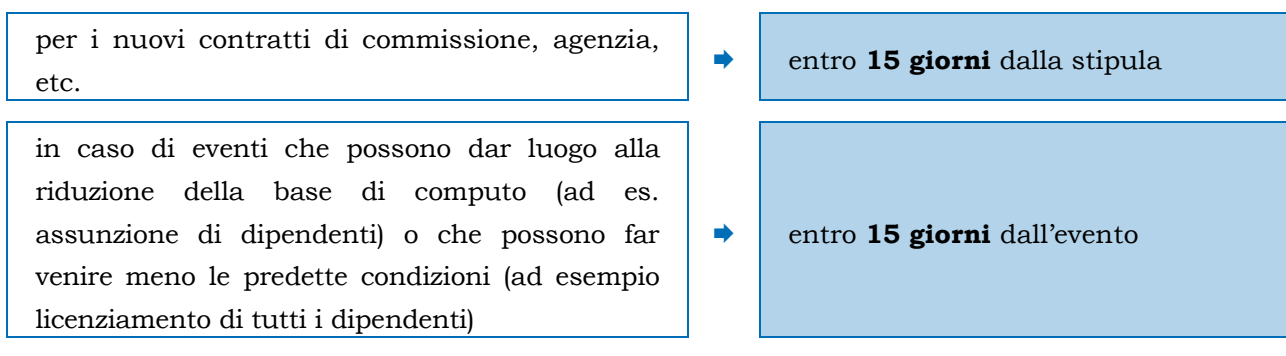 per i nuovi contratti di commissione, agenzia,
etc.
entro 15 giorni dalla stipula
in caso di eventi che possono dar luogo alla
riduzione della base di computo (ad es.
assunzione di dipendenti) o che possono far
venire meno le predette condizioni (ad esempio
licenziamento di tutti i dipendenti)
entro 15 giorni dall’evento